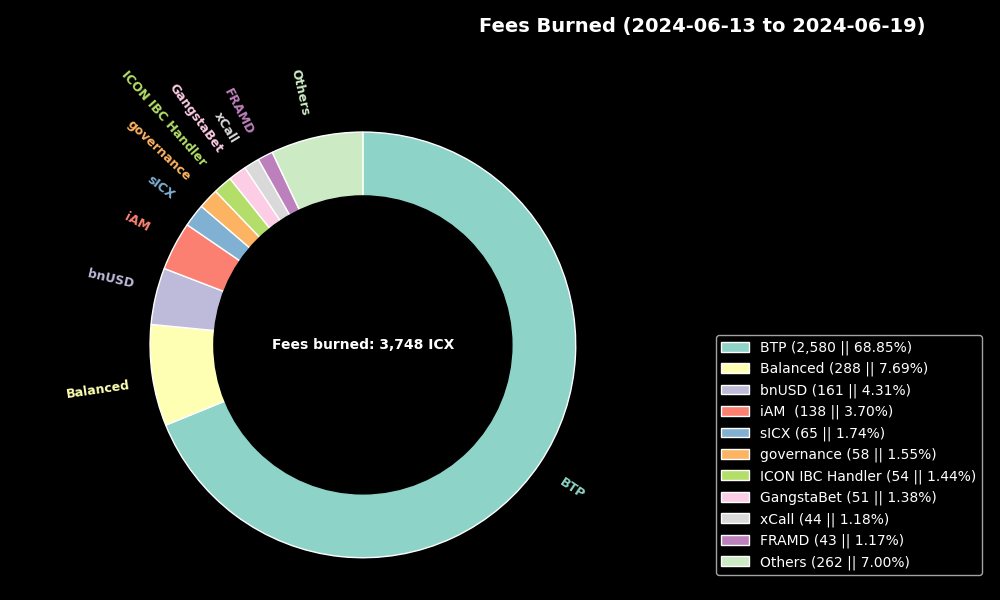 Fees Burned (2024-06-13 to 2024-06-19)
Others
FRAMD
xCall
GangstaBet
ICON IBC Handler
governance
sICX
iAM
bnUSD
Balanced
BTP
Fees burned: 3,748 ICX
BTP (2,580 || 68.85%)
Balanced (288 || 7.69%)
bnUSD (161 || 4.31%)
iAM  (138 || 3.70%)
sICX (65 || 1.74%)
governance (58 || 1.55%)
ICON IBC Handler (54 || 1.44%)
GangstaBet (51 || 1.38%)
xCall (44 || 1.18%)
FRAMD (43 || 1.17%)
Others (262 || 7.00%)